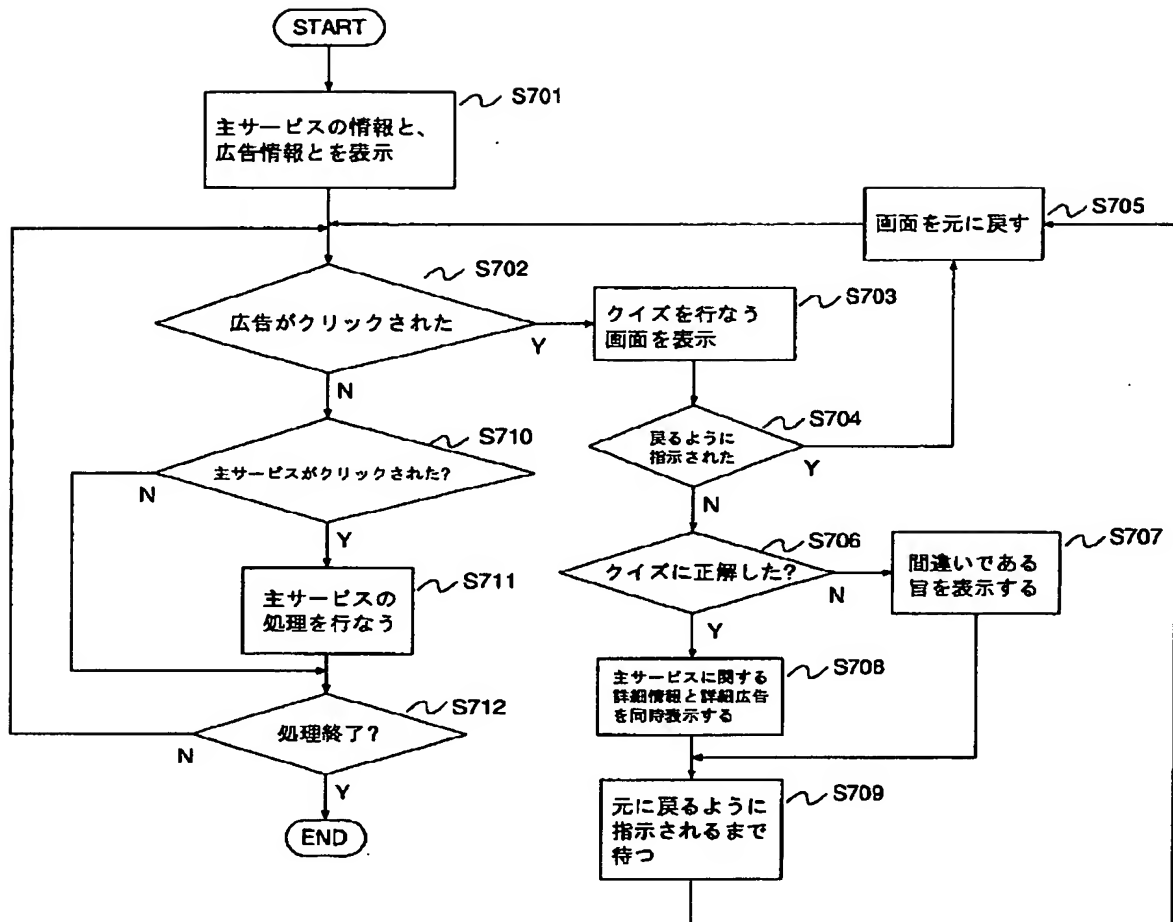 START
S701
主サービスの情報と、
広告情報とを表示
画面を元に戻す
S705
S702
広告がクリックされた
Y
N
S703
クイズを行なう
画面を表示
S704
戻るように
指示された
Y
N
S710
主サービスがクリックされた?
N
Y
S706
クイズに正解した?
N
Y
S707
間違いである
旨を表示する
S711
主サービスの
処理を行なう
S708
主サービスに関する
詳細情報と詳細広告
を同時表示する
S712
処理終了?
N
Y
S709
元に戻るように
指示されるまで
待つ
END